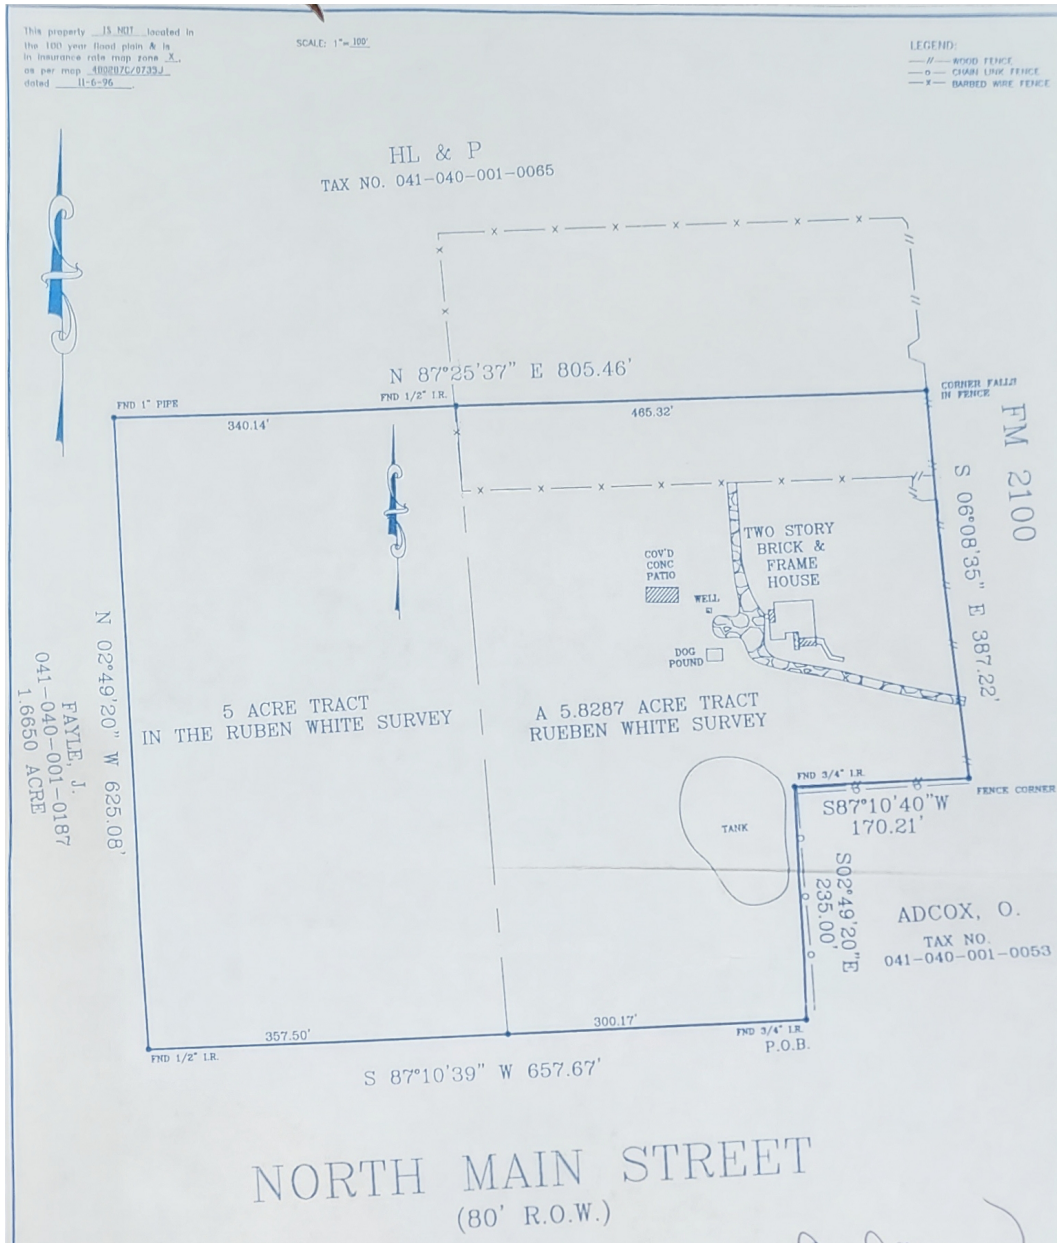 This property IS NOT located in
the 100 year flood plain & is
in insurance rate map zone X,
as per map 480287C/0735J
dated 11-6-96.
SCALE: 1"= 100'
LEGEND:
WOOD FENCE
CHAIN LINK FENCE
BARBED WIRE FENCE
HL & P
TAX NO. 041-040-001-0065
N 87°25'37" E 805.46'
FND 1" PIPE
FND 1/2" I.R.
CORNER FALLS
IN FENCE
340.14'
465.32'
FM 2100
S 06°08'35" E 387.22'
TWO STORY
BRICK &
FRAME
HOUSE
COV'D
CONC
PATIO
WELL
DOG
POUND
N 02°49'20" W 625.08'
FAYLE, J.
041-040-001-0187
1.6650 ACRE
5 ACRE TRACT
IN THE RUBEN WHITE SURVEY
A 5.8287 ACRE TRACT
RUEBEN WHITE SURVEY
FND 3/4" I.R.
FENCE CORNER
S87°10'40"W
170.21'
TANK
S02°49'20"E
235.00'
ADCOX, O.
TAX NO.
041-040-001-0053
357.50'
300.17'
FND 1/2" I.R.
FND 3/4" I.R.
P.O.B.
S 87°10'39" W 657.67'
NORTH MAIN STREET
(80' R.O.W.)